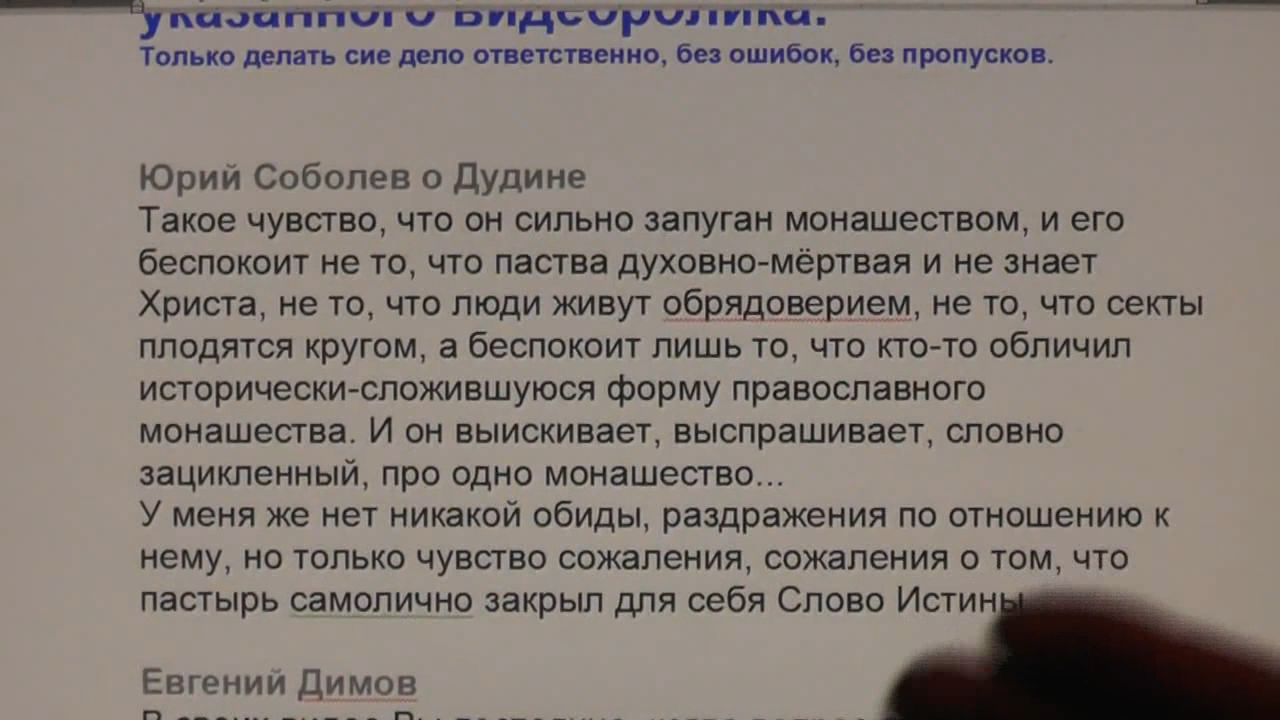 указанного видеоролика.
Только делать сие дело ответственно, без ошибок, без пропусков.
Юрий Соболев о Дудине
Такое чувство, что он сильно запуган монашеством, и его
беспокоит не то, что паства духовно-мёртвая и не знает
Христа, не то, что люди живут обрядоверием, не то, что секты
плодятся кругом, а беспокоит лишь то, что кто-то обличил
исторически-сложившуюся форму православного
монашества. И он выискивает, выспрашивает, словно
зацикленный, про одно монашество...
У меня же нет никакой обиды, раздражения по отношению к
нему, но только чувство сожаления, сожаления о том, что
пастырь самолично закрыл для себя Слово Истины
Евгений Димов